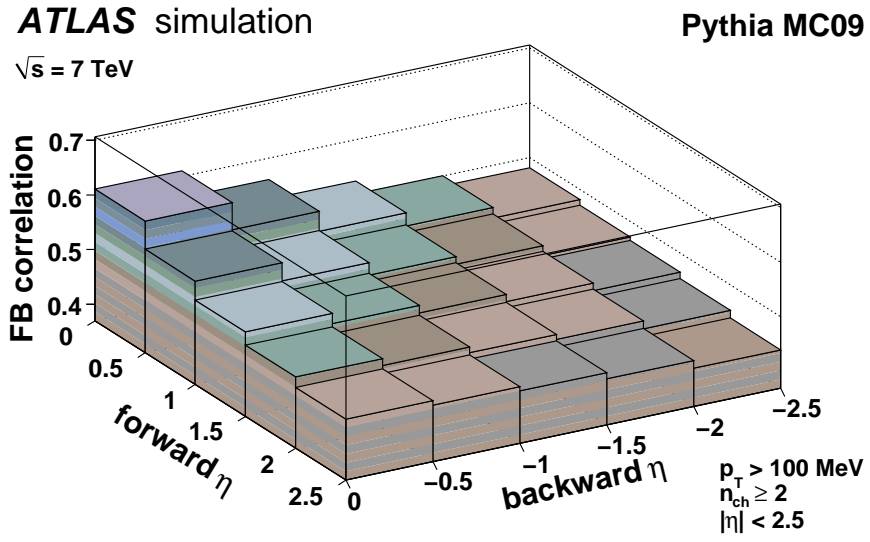 ATLAS simulation
Pythia MC09
√s = 7 TeV
FB correlation
0.7
0.6
0.5
0.4
0
0.5
1
1.5
2
2.5
forward η
0
−0.5
−1
−1.5
−2
−2.5
backward η
pT > 100 MeV
nch ≥ 2
|η| < 2.5